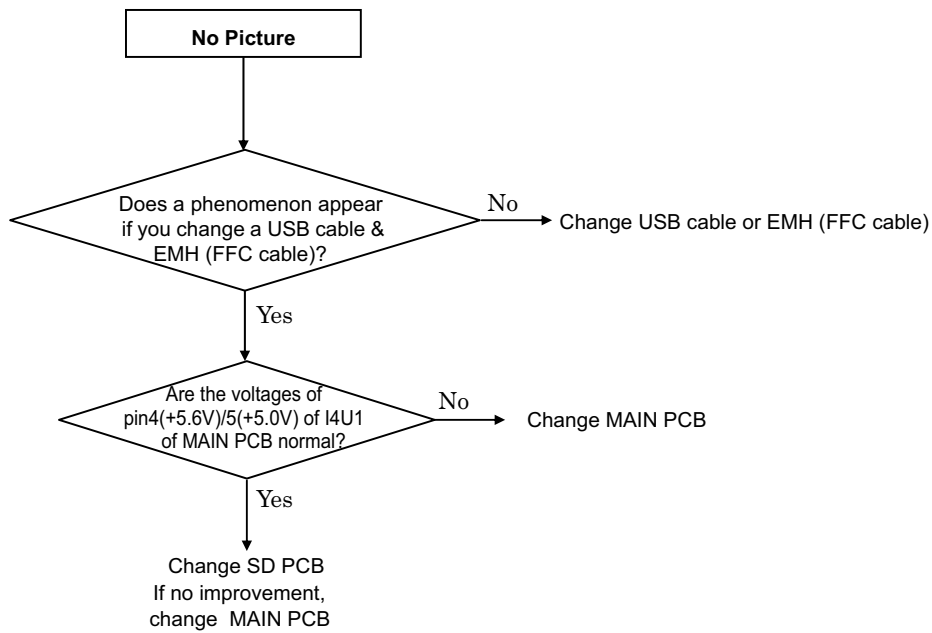 No Picture
Does a phenomenon appear
if you change a USB cable &
EMH (FFC cable)?
No
Change USB cable or EMH (FFC cable)
Yes
Are the voltages of
pin4(+5.6V)/5(+5.0V) of I4U1
of MAIN PCB normal?
No
Change MAIN PCB
Yes
Change SD PCB
If no improvement,
change MAIN PCB